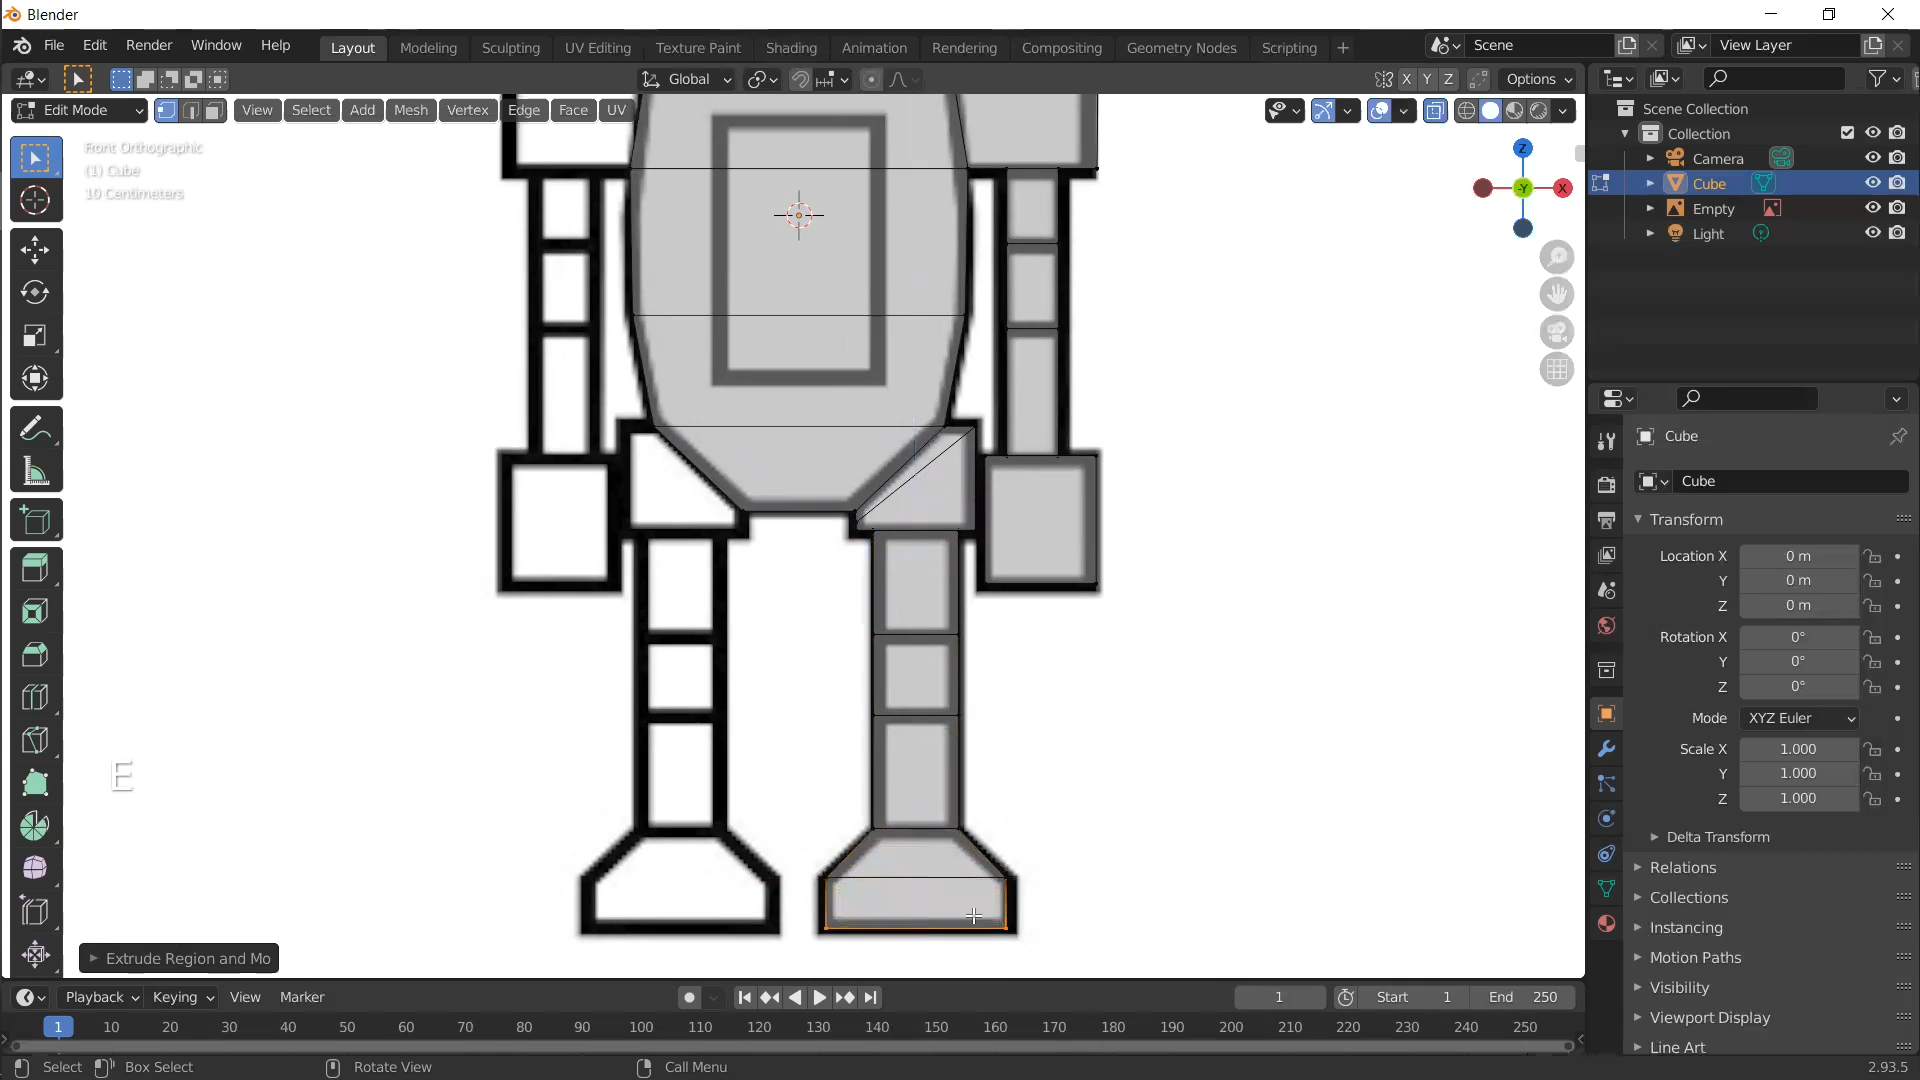 Blender
File Edit Render Window Help Layout Modeling Sculpting UV Editing Texture Paint Shading Animation Rendering Compositing Geometry Nodes Scripting + Scene View Layer
Global X Y Z Options
Edit Mode View Select Add Mesh Vertex Edge Face UV
Front Orthographic
(1) Cube
10 Centimeters
Z
-Y X
E
Extrude Region and Mo
Scene Collection
Collection
Camera
Cube
Empty
Light
Cube
Cube
Transform
Location X 0 m
Y 0 m
Z 0 m
Rotation X 0°
Y 0°
Z 0°
Mode XYZ Euler
Scale X 1.000
Y 1.000
Z 1.000
Delta Transform
Relations
Collections
Instancing
Motion Paths
Visibility
Viewport Display
Line Art
Playback Keying View Marker 1 Start 1 End 250
1 10 20 30 40 50 60 70 80 90 100 110 120 130 140 150 160 170 180 190 200 210 220 230 240 250
Select Box Select Rotate View Call Menu 2.93.5